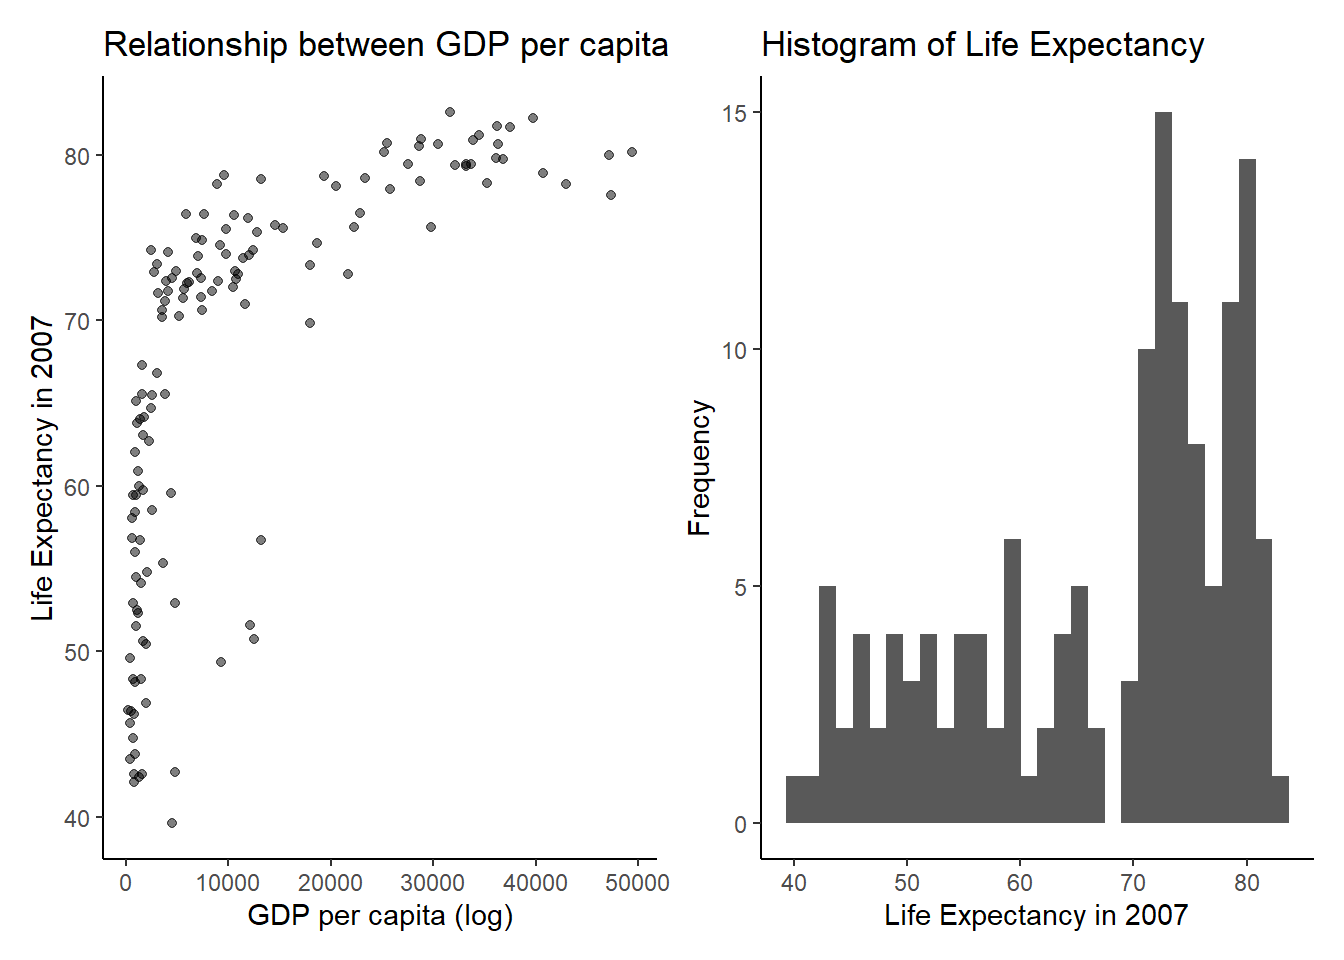 Relationship between GDP per capita
80
70
60
50
40
Life Expectancy in 2007
0 10000 20000 30000 40000 50000
GDP per capita (log)
Histogram of Life Expectancy
15
10
5
0
Frequency
40 50 60 70 80
Life Expectancy in 2007